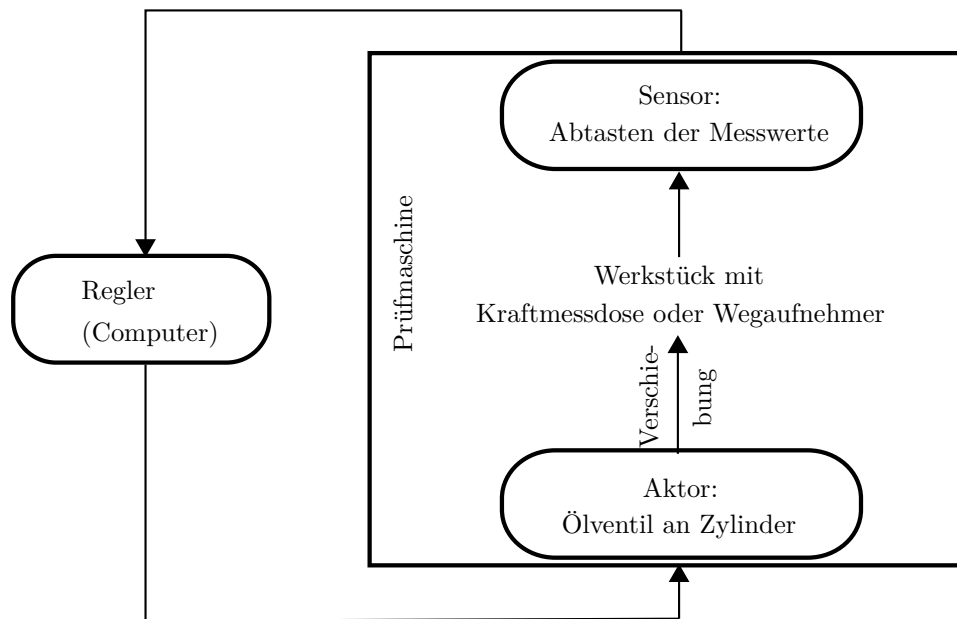 Sensor:
Abtasten der Messwerte
Prüfmaschine
Regler
(Computer)
Werkstück mit
Kraftmessdose oder Wegaufnehmer
Verschie-
bung
Aktor:
Ölventil an Zylinder